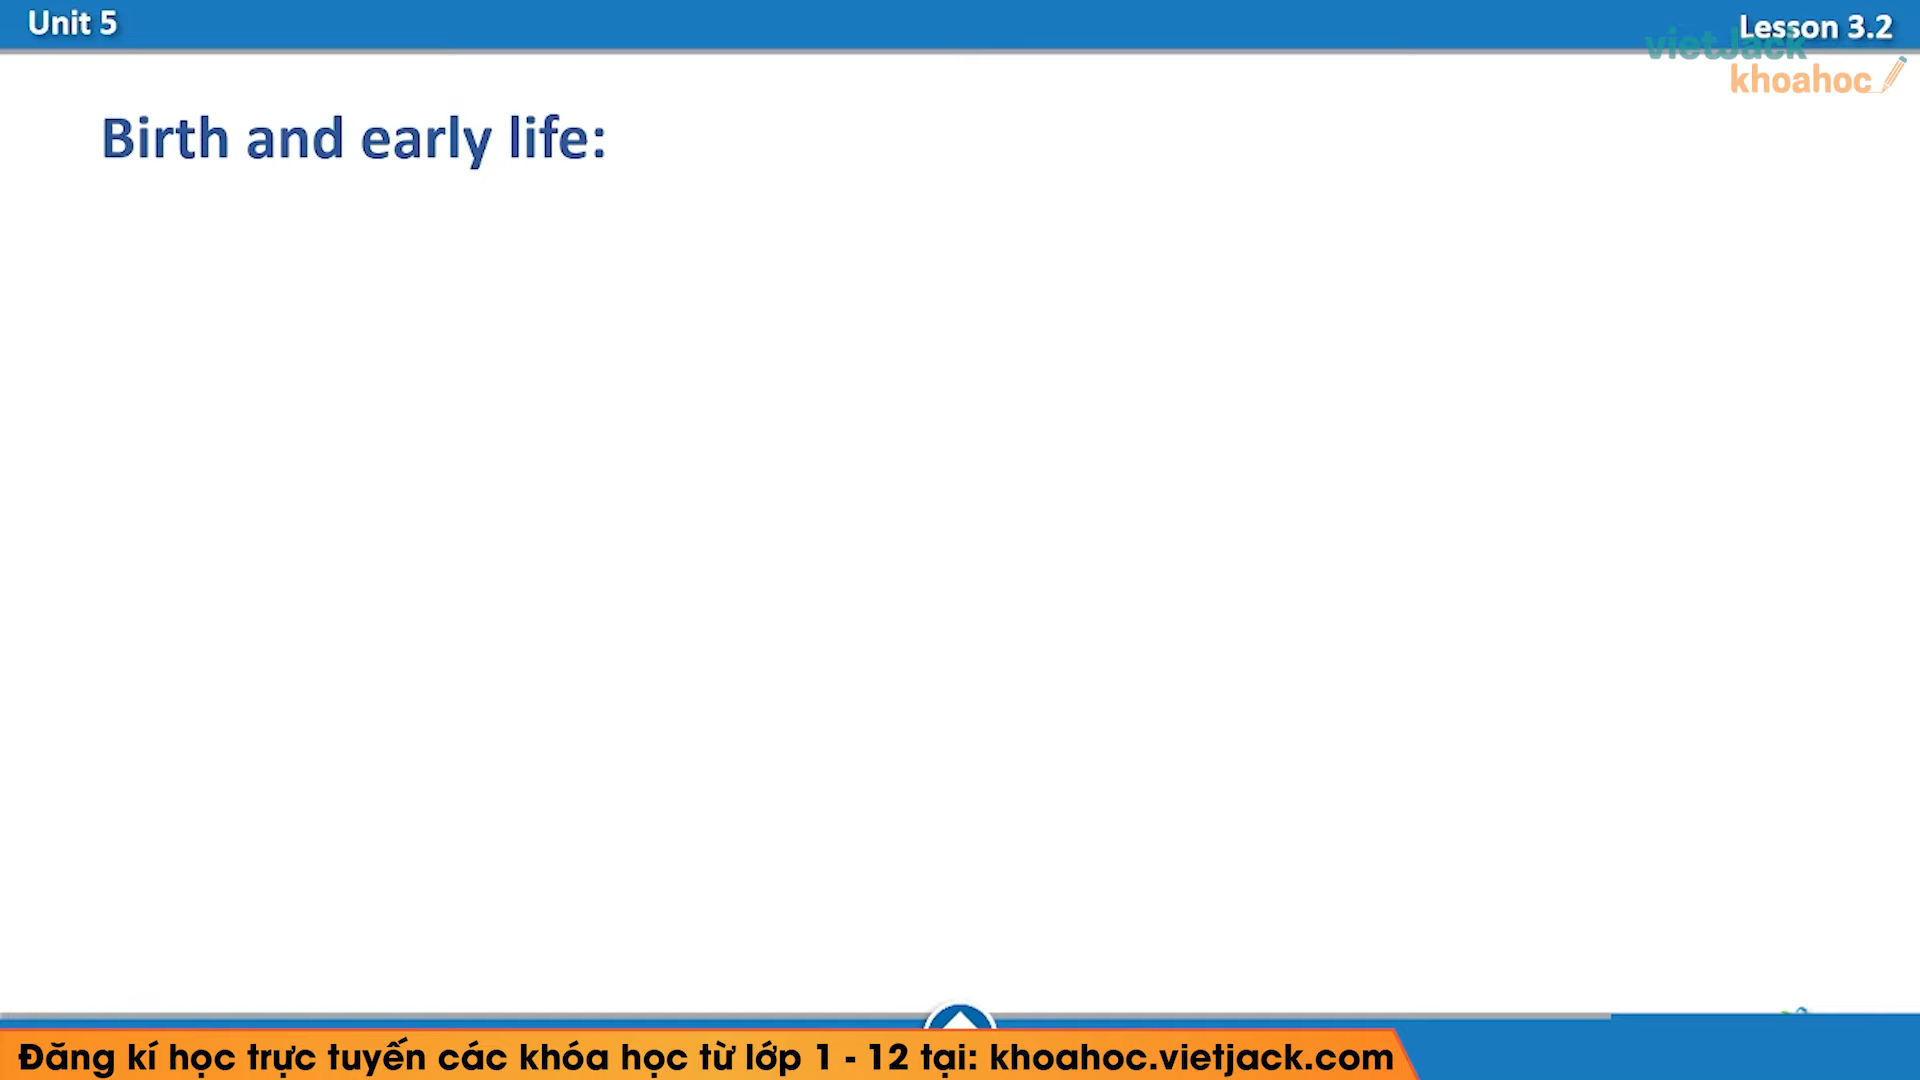 Unit 5
Lesson 3.2
vietJack
khoahoc
Birth and early life:
Đăng kí học trực tuyến các khóa học từ lớp 1 - 12 tại: khoahoc.vietjack.com